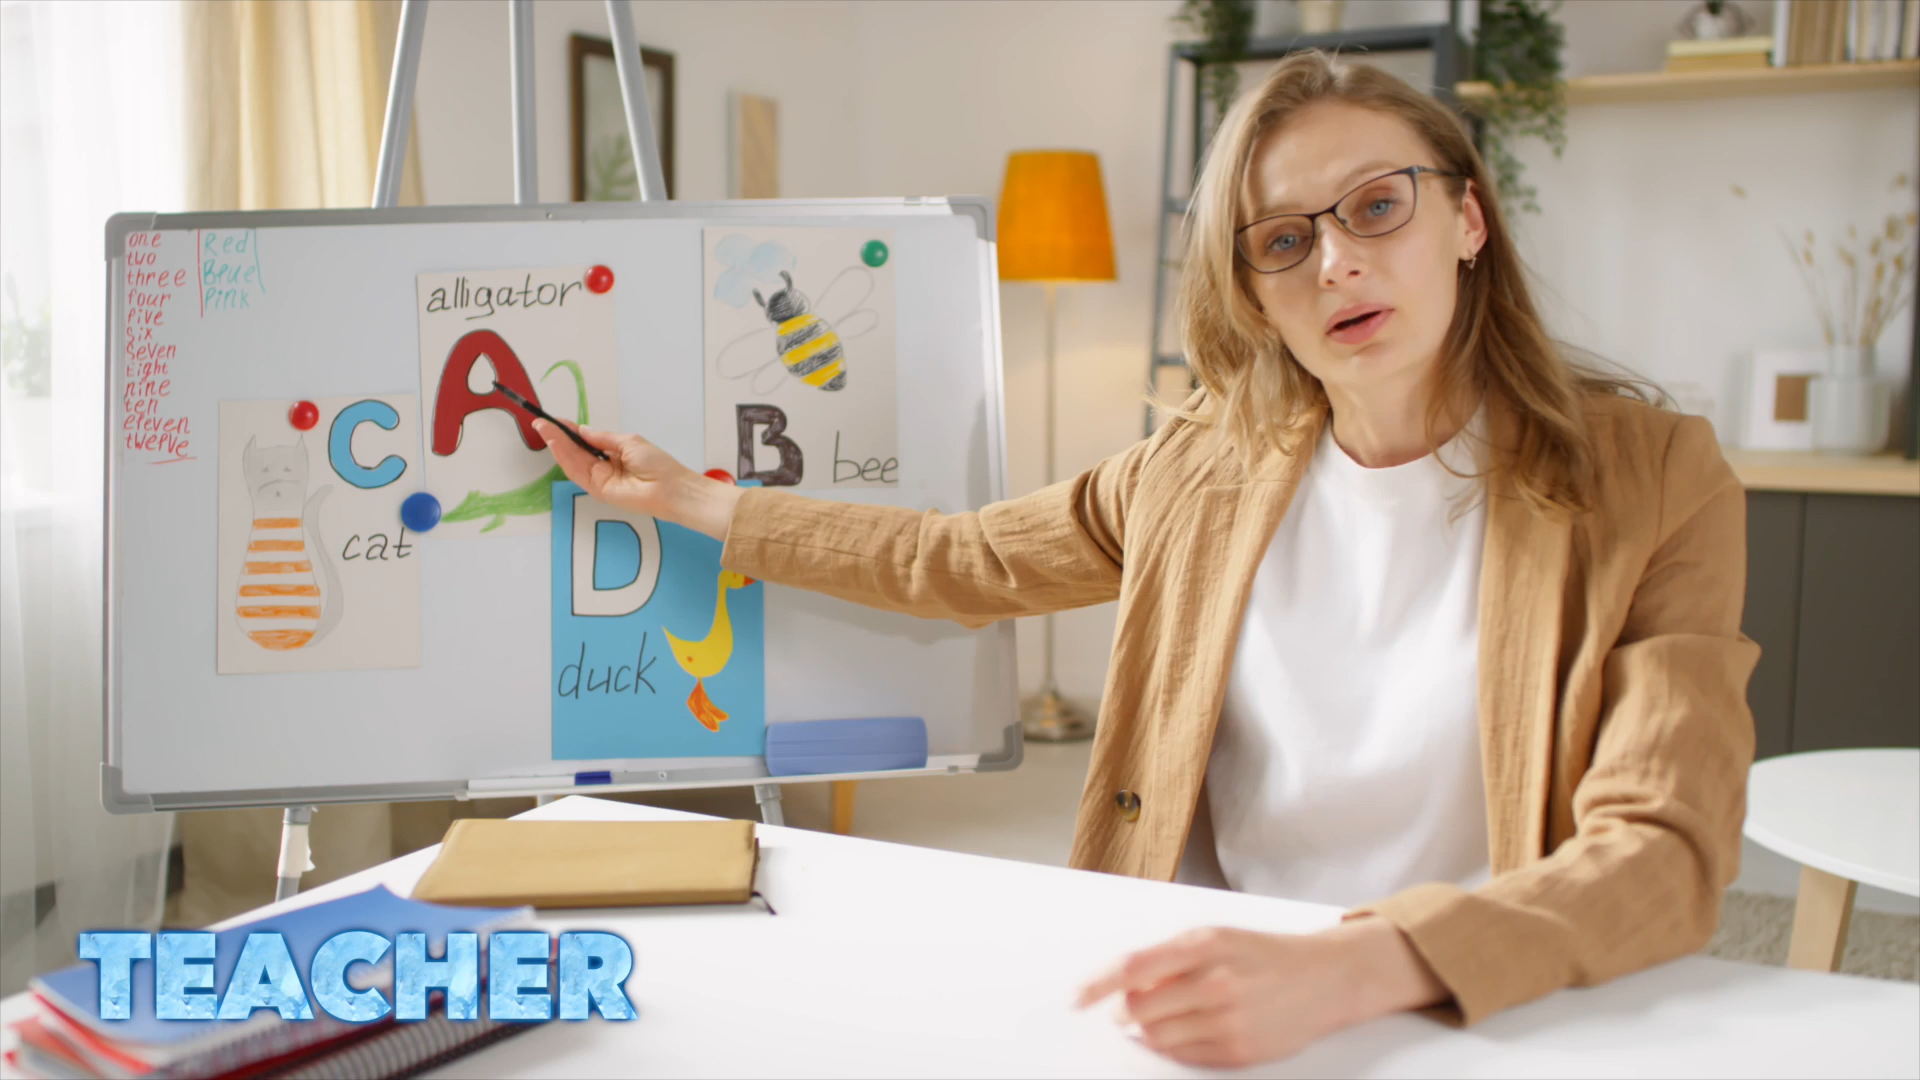 one
two
three
four
five
six
seven
eight
nine
ten
eleven
twelve
Red
Blue
Pink
alligator
A
B
bee
C
cat
D
duck
TEACHER